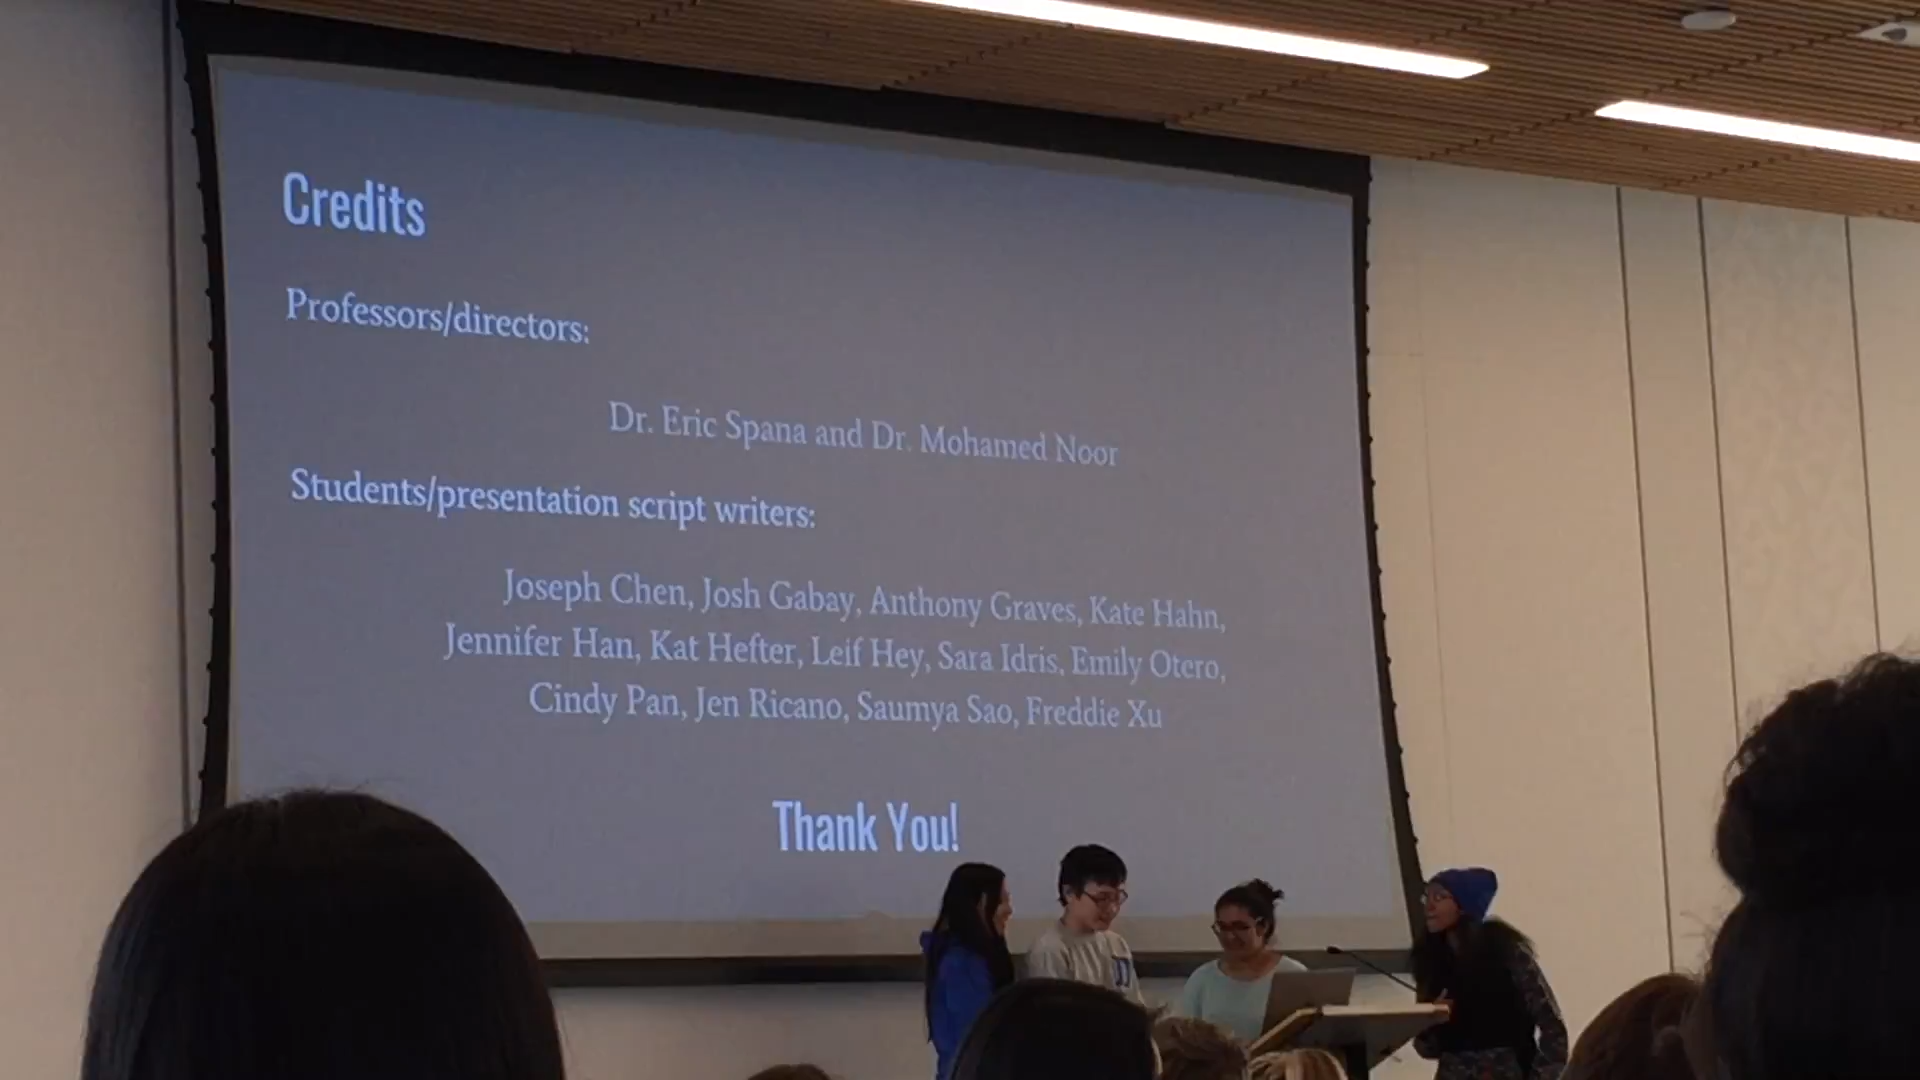 Credits
Professors/directors:
Dr. Eric Spana and Dr. Mohamed Noor
Students/presentation script writers:
Joseph Chen, Josh Gabay, Anthony Graves, Kate Hahn,
Jennifer Han, Kat Hefter, Leif Hey, Sara Idris, Emily Otero,
Cindy Pan, Jen Ricano, Saumya Sao, Freddie Xu
Thank You!